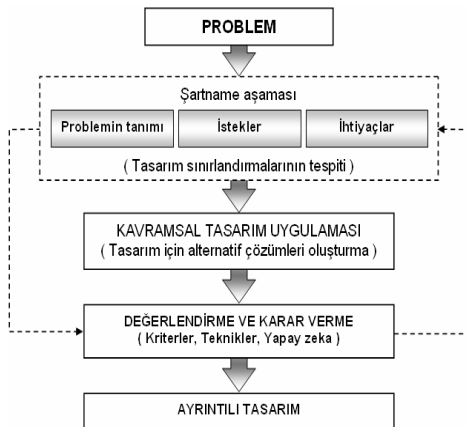 PROBLEM
Şartname aşaması
Problemin tanımı
İstekler
İhtiyaçlar
( Tasarım sınırlandırmalarının tespiti )
KAVRAMSAL TASARIM UYGULAMASI
( Tasarım için alternatif çözümleri oluşturma )
DEĞERLENDİRME VE KARAR VERME
( Kriterler, Teknikler, Yapay zeka )
AYRINTILI TASARIM